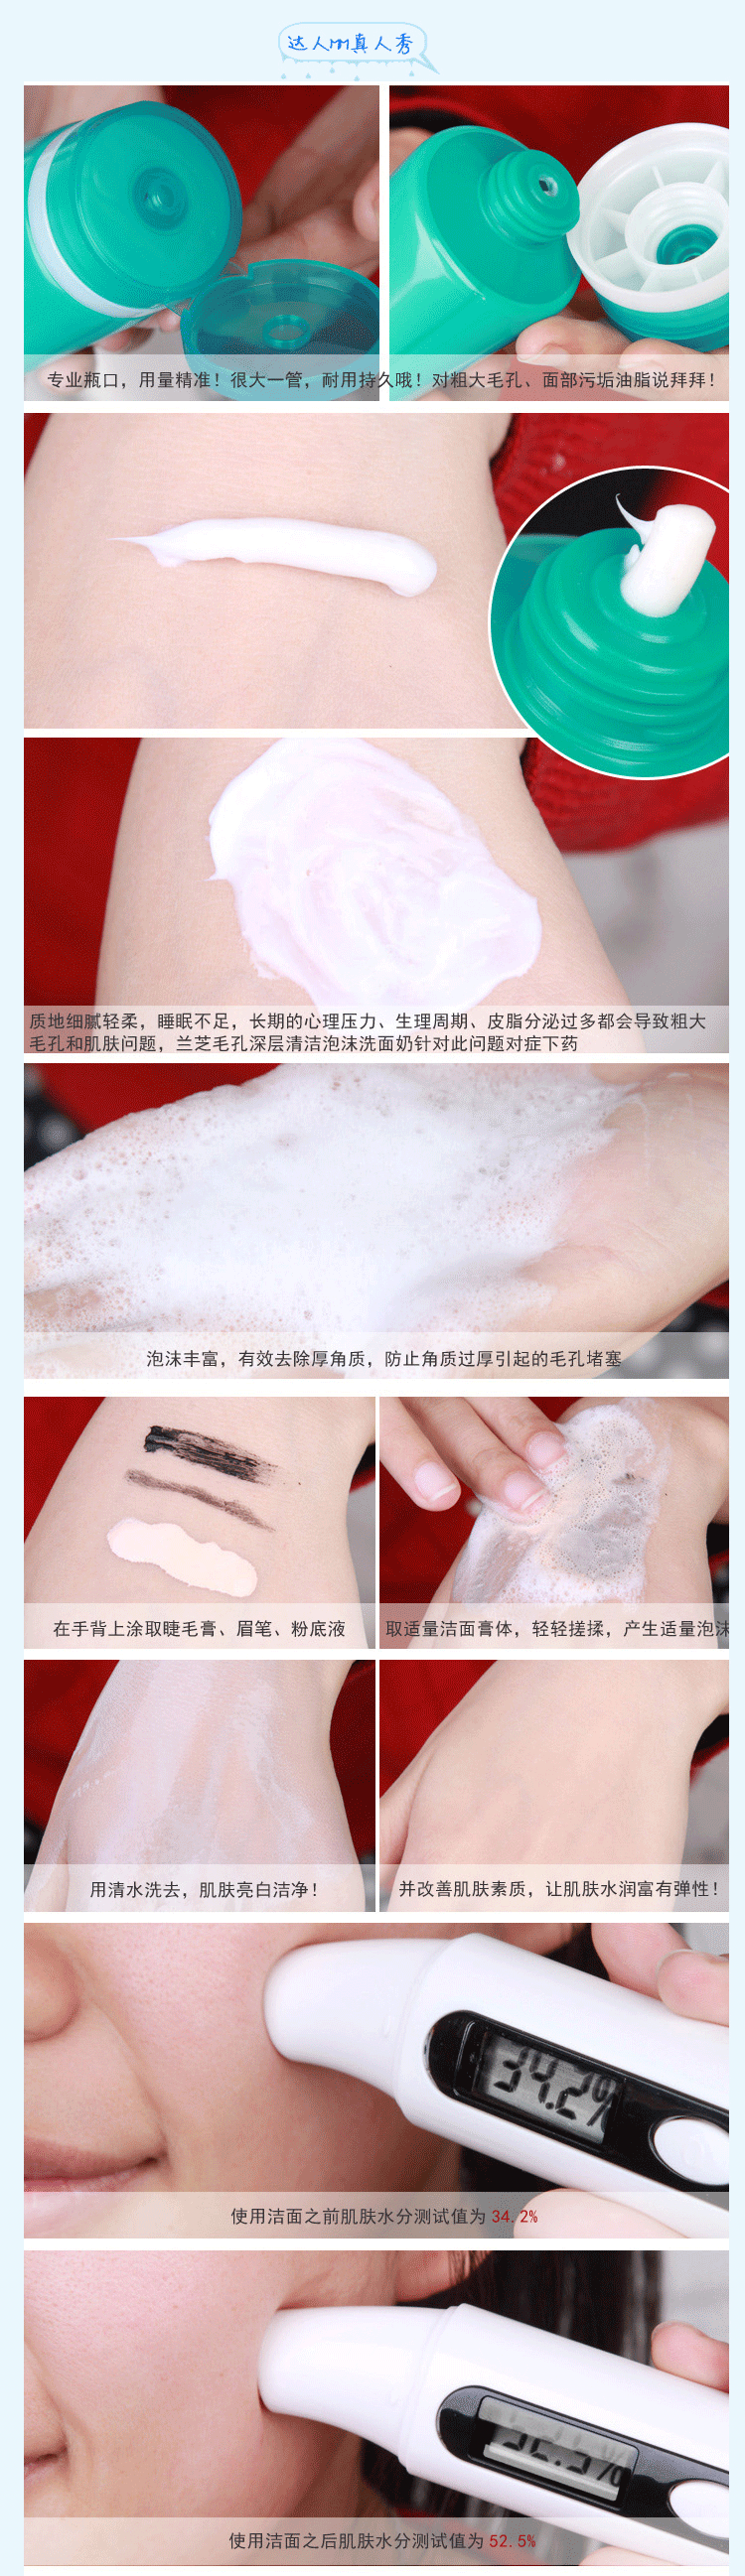 达人MM真人秀
专业瓶口，用量精准！很大一管，耐用持久哦！对粗大毛孔、面部污垢油脂说拜拜！
质地细腻轻柔，睡眠不足，长期的心理压力、生理周期、皮脂分泌过多都会导致粗大
毛孔和肌肤问题，兰芝毛孔深层清洁泡沫洗面奶针对此问题对症下药
泡沫丰富，有效去除厚角质，防止角质过厚引起的毛孔堵塞
在手背上涂取睫毛膏、眉笔、粉底液
取适量洁面膏体，轻轻搓揉，产生适量泡沫
用清水洗去，肌肤亮白洁净！
并改善肌肤素质，让肌肤水润富有弹性！
34.2%
使用洁面之前肌肤水分测试值为 34.2%
使用洁面之后肌肤水分测试值为 52.5%